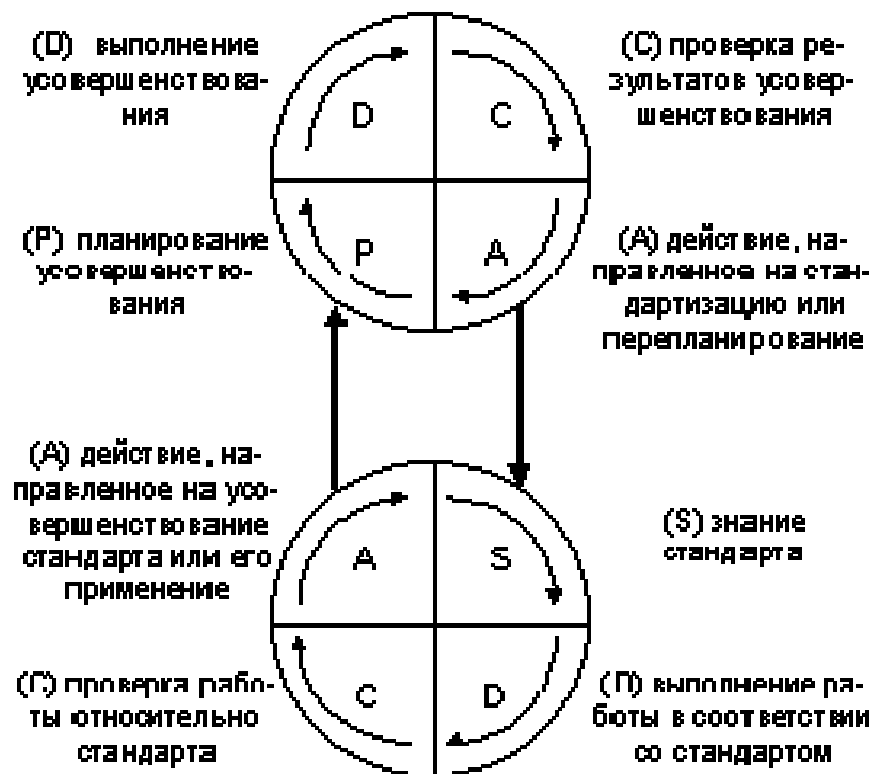 (D) выполнение
усовершенствова-
ния
(C) проверка ре-
зультатов усовер-
шенствования
D
C
P
A
(P) планирование
усовершенство-
вания
(A) действие, на-
правленное на стан-
дартизацию или
перепланирование
(A) действие, на-
правленное на усо-
вершенствование
стандарта или его
применение
(S) знание
стандарта
A
S
C
D
(C) проверка рабо-
ты относительно
стандарта
(D) выполнение ра-
боты в соответствии
со стандартом